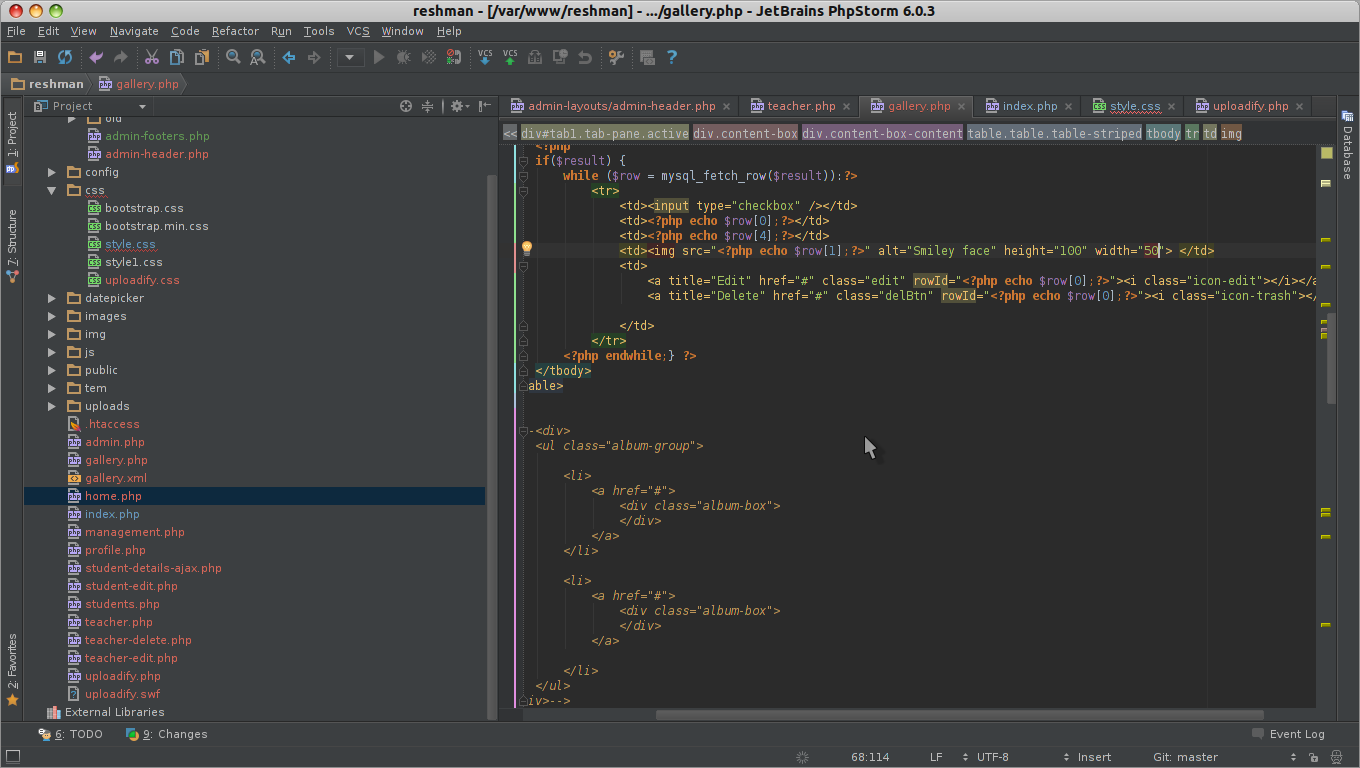 reshman - [/var/www/reshman] - .../gallery.php - JetBrains PhpStorm 6.0.3
File Edit View Navigate Code Refactor Run Tools VCS Window Help
VCS VCS
reshman gallery.php
Project
admin-layouts/admin-header.php teacher.php gallery.php index.php style.css uploadify.php
<< div#tab1.tab-pane.active div.content-box div.content-box-content table.table.table-striped tbody tr td img
1: Project
7: Structure
2: Favorites
Database
old
admin-footers.php
admin-header.php
config
css
bootstrap.css
bootstrap.min.css
style.css
style1.css
uploadify.css
datepicker
images
img
js
public
tem
uploads
.htaccess
admin.php
gallery.php
gallery.xml
home.php
index.php
management.php
profile.php
student-details-ajax.php
student-edit.php
students.php
teacher.php
teacher-delete.php
teacher-edit.php
uploadify.php
uploadify.swf
External Libraries
<?php
if($result) {
while ($row = mysql_fetch_row($result)):?>
<tr>
<td><input type="checkbox" /></td>
<td><?php echo $row[0];?></td>
<td><?php echo $row[4];?></td>
<td><img src="<?php echo $row[1];?>" alt="Smiley face" height="100" width="50"> </td>
<td>
<a title="Edit" href="#" class="edit" rowId="<?php echo $row[0];?>"><i class="icon-edit"></i></a
<a title="Delete" href="#" class="delBtn" rowId="<?php echo $row[0];?>"><i class="icon-trash"></
</td>
</tr>
<?php endwhile;} ?>
</tbody>
able>
-<div>
<ul class="album-group">
<li>
<a href="#">
<div class="album-box">
</div>
</a>
</li>
<li>
<a href="#">
<div class="album-box">
</div>
</a>
</li>
</ul>
iv>-->
6: TODO 9: Changes Event Log
68:114 LF UTF-8 Insert Git: master